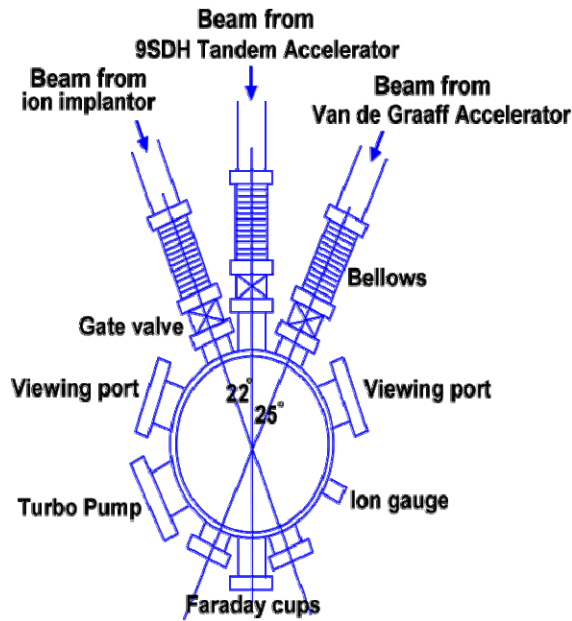 Beam from
9SDH Tandem Accelerator
Beam from
ion implantor
Beam from
Van de Graaff Accelerator
Bellows
Gate valve
22°
25°
Viewing port
Viewing port
Turbo Pump
Ion gauge
Faraday cups